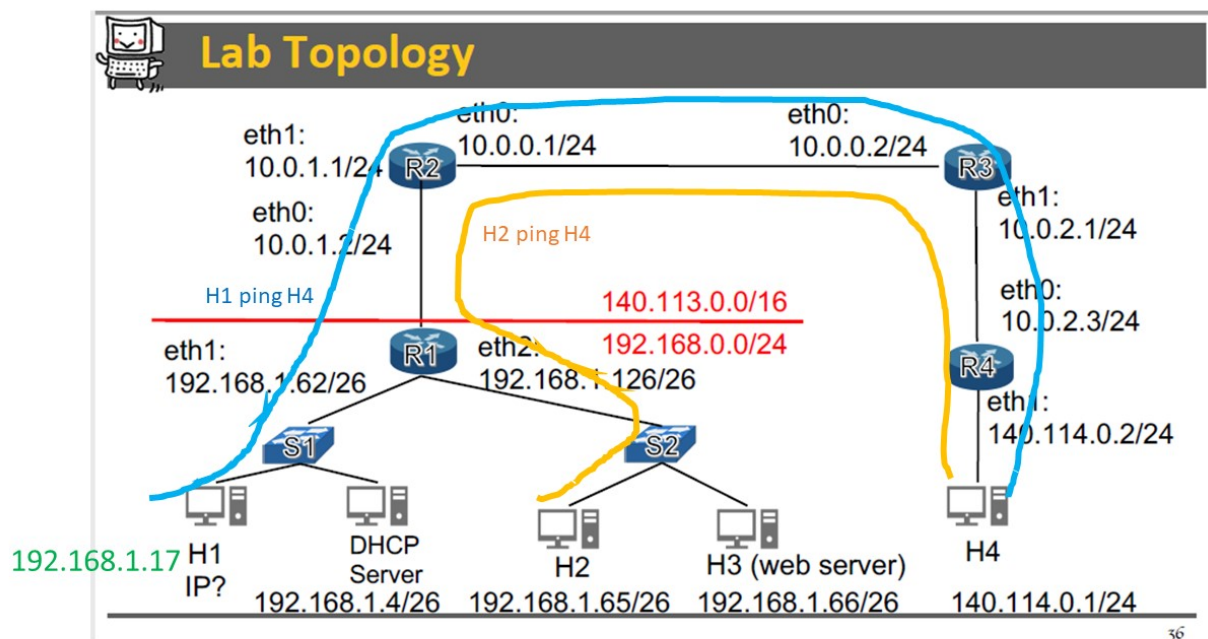 Lab Topology
eth1:
10.0.1.1/24
R2
eth0:
10.0.0.1/24
eth0:
10.0.0.2/24
R3
eth1:
10.0.2.1/24
eth0:
10.0.1.2/24
H2 ping H4
H1 ping H4
140.113.0.0/16
192.168.0.0/24
eth0:
10.0.2.3/24
eth1:
192.168.1.62/26
R1
eth2:
192.168.1.126/26
R4
eth1:
140.114.0.2/24
S1
S2
192.168.1.17
H1
IP?
DHCP
Server
192.168.1.4/26
H2
192.168.1.65/26
H3 (web server)
192.168.1.66/26
H4
140.114.0.1/24
36